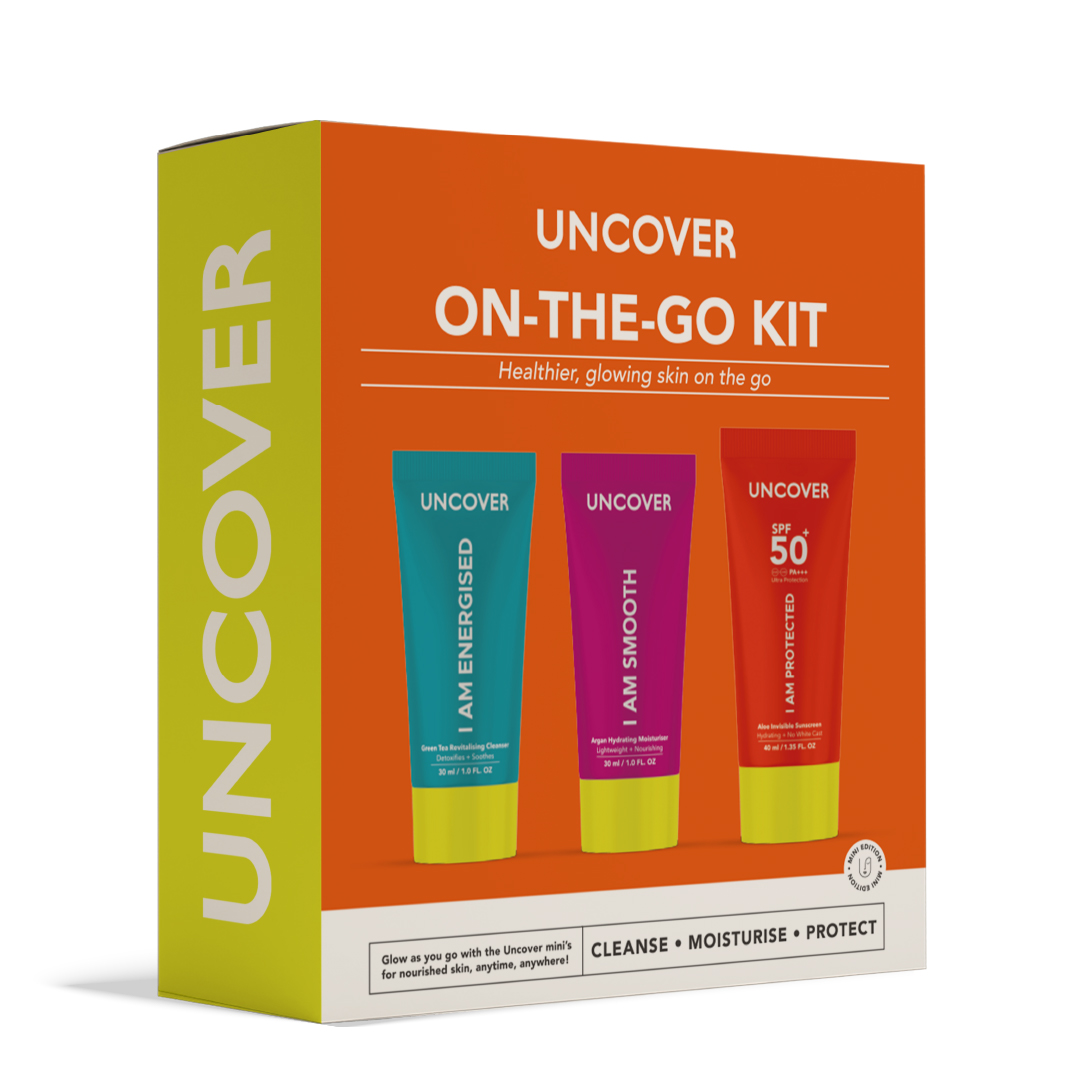 UNCOVER
UNCOVER
ON-THE-GO KIT
Healthier, glowing skin on the go
UNCOVER
I AM ENERGISED
Green Tea Revitalising Cleanser
Detoxifies + Soothes
30 ml / 1.0 FL. OZ
UNCOVER
I AM SMOOTH
Argan Hydrating Moisturiser
Lightweight + Nourishing
30 ml / 1.0 FL. OZ
UNCOVER
SPF
50+
PA+++
Ultra Protection
I AM PROTECTED
Aloe Invisible Sunscreen
Hydrating + No White Cast
40 ml / 1.35 FL. OZ
• MINI EDITION • MINI EDITION
Glow as you go with the Uncover mini's
for nourished skin, anytime, anywhere!
CLEANSE • MOISTURISE • PROTECT